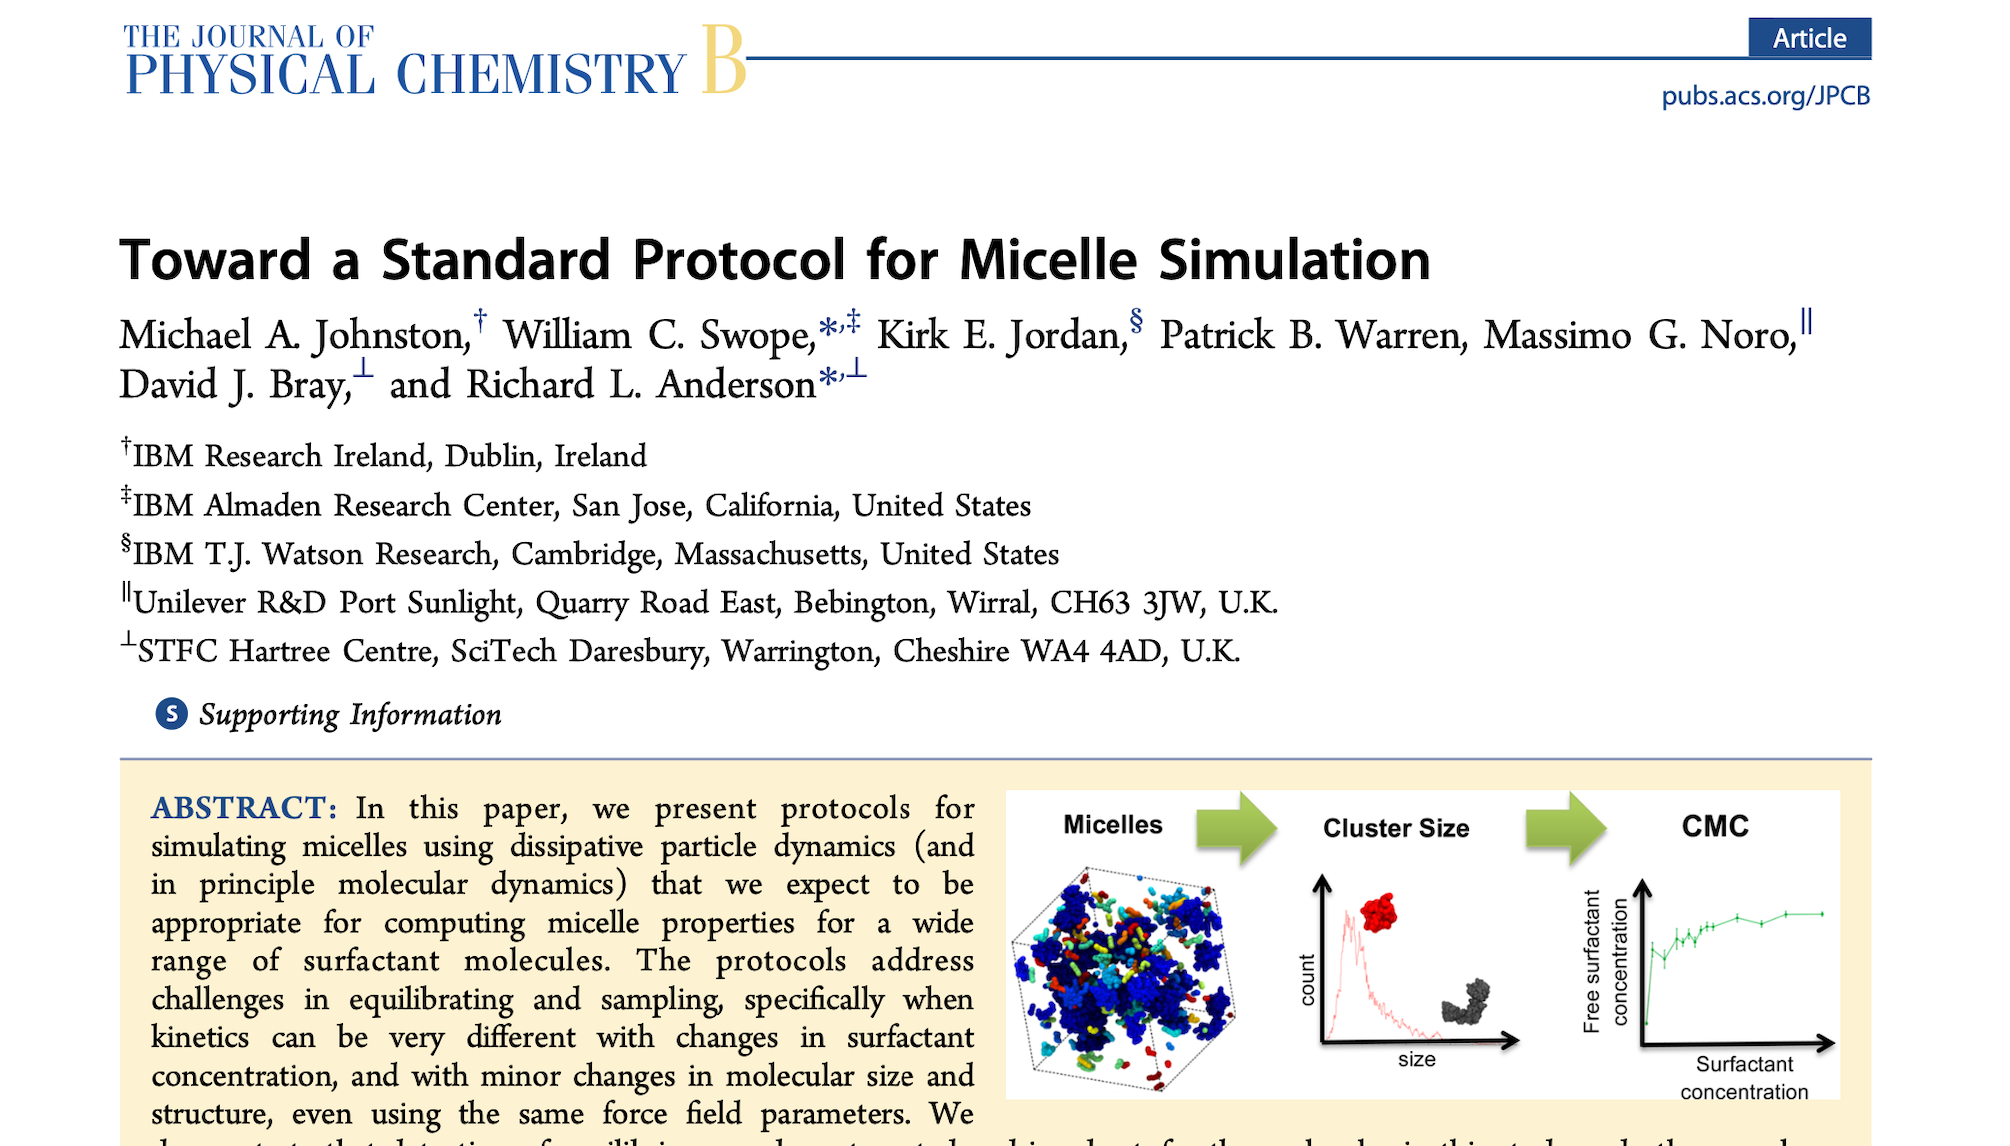 THE JOURNAL OF
PHYSICAL CHEMISTRY B
Article
pubs.acs.org/JPCB
Toward a Standard Protocol for Micelle Simulation
Michael A. Johnston,† William C. Swope,*,‡ Kirk E. Jordan,§ Patrick B. Warren, Massimo G. Noro,∥
David J. Bray,⊥ and Richard L. Anderson*,⊥
†IBM Research Ireland, Dublin, Ireland
‡IBM Almaden Research Center, San Jose, California, United States
§IBM T.J. Watson Research, Cambridge, Massachusetts, United States
∥Unilever R&D Port Sunlight, Quarry Road East, Bebington, Wirral, CH63 3JW, U.K.
⊥STFC Hartree Centre, SciTech Daresbury, Warrington, Cheshire WA4 4AD, U.K.
S Supporting Information
ABSTRACT: In this paper, we present protocols for
simulating micelles using dissipative particle dynamics (and
in principle molecular dynamics) that we expect to be
appropriate for computing micelle properties for a wide
range of surfactant molecules. The protocols address
challenges in equilibrating and sampling, specifically when
kinetics can be very different with changes in surfactant
concentration, and with minor changes in molecular size and
structure, even using the same force field parameters. We
Micelles
Cluster Size
CMC
count
size
Free surfactant
concentration
Surfactant
concentration